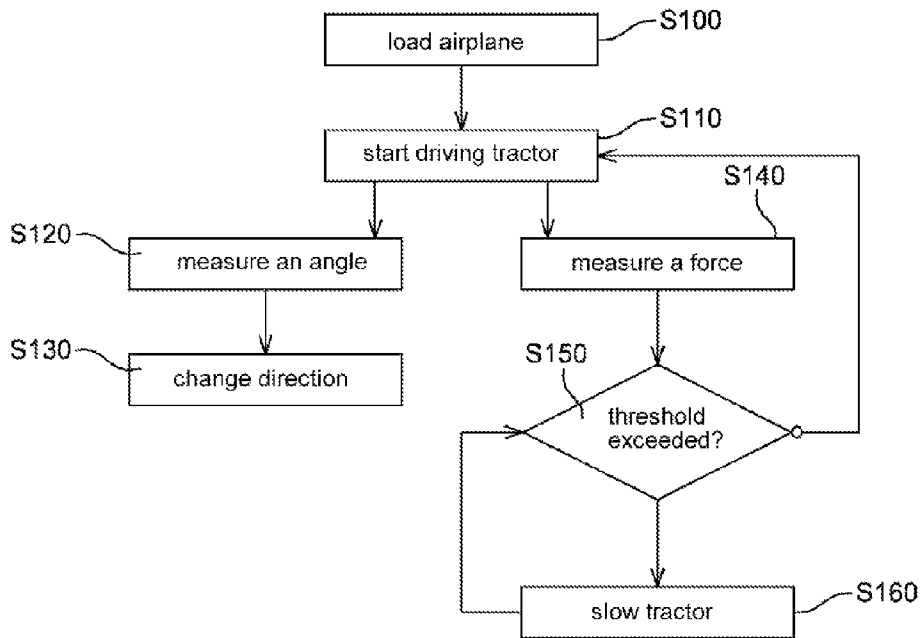 load airplane
S100
start driving tractor
S110
S140
S120
measure an angle
measure a force
S130
change direction
S150
threshold
exceeded?
slow tractor
S160